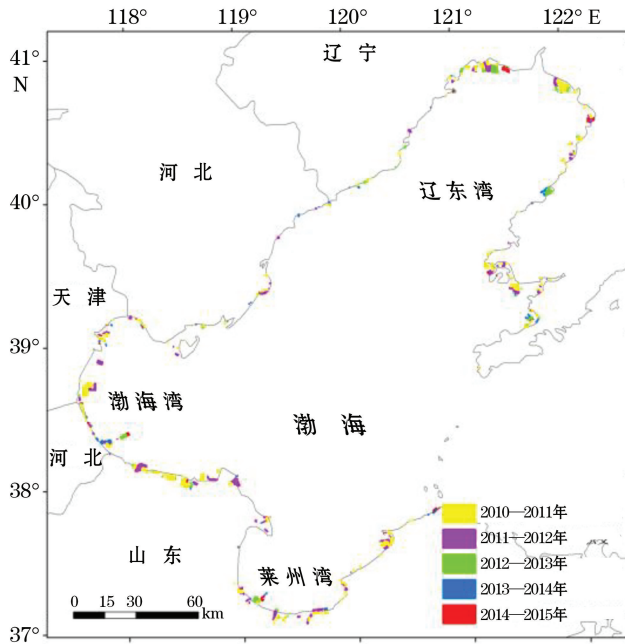 118° 119° 120° 121° 122° E
41°
N
辽宁
河北
40°
辽东湾
天津
39°
渤海湾
渤海
河北
38°
2010—2011年
2011—2012年
山东
2012—2013年
莱州湾
2013—2014年
0 15 30 60
km
2014—2015年
37°